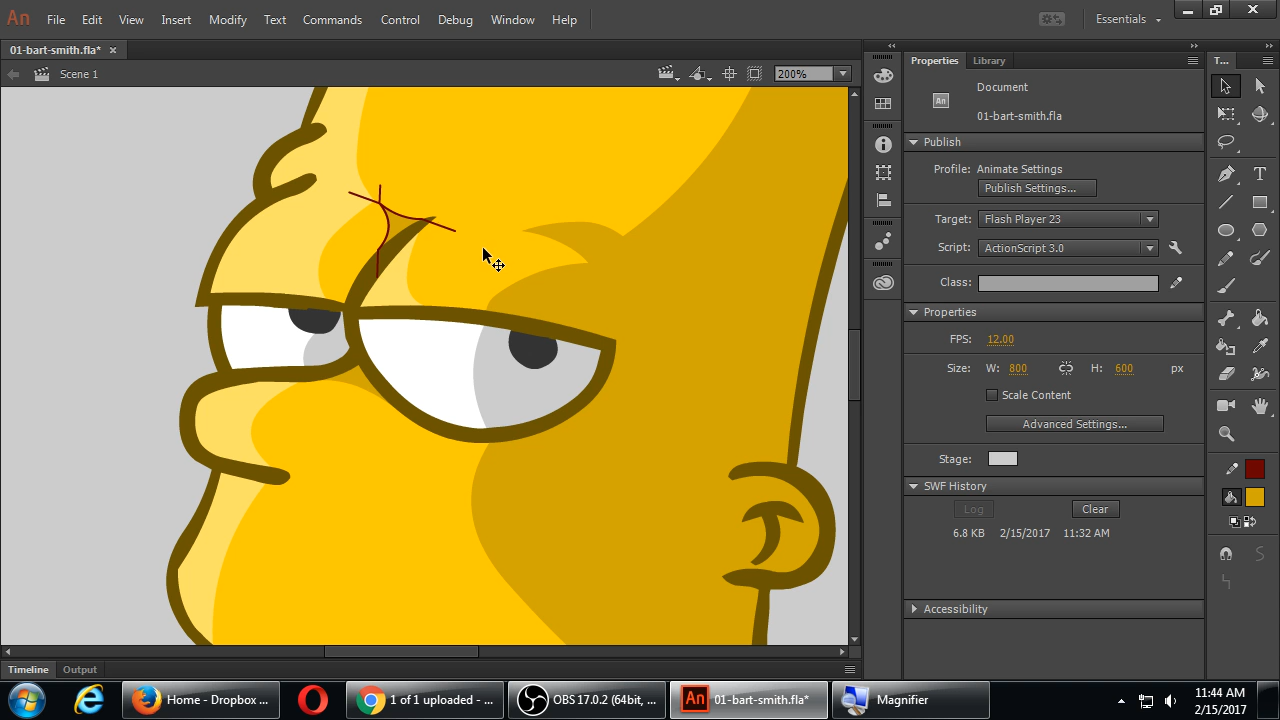 An File Edit View Insert Modify Text Commands Control Debug Window Help Essentials
01-bart-smith.fla* ×
Scene 1 200%
Properties Library T...
Document
An 01-bart-smith.fla
Publish
Profile: Animate Settings
Publish Settings...
Target: Flash Player 23
Script: ActionScript 3.0
Class:
Properties
FPS: 12.00
Size: W: 800 H: 600 px
Scale Content
Advanced Settings...
Stage:
SWF History
Log Clear
6.8 KB 2/15/2017 11:32 AM
Accessibility
Timeline Output
Home - Dropbox ... 1 of 1 uploaded - ... OBS 17.0.2 (64bit, ... An 01-bart-smith.fla* Magnifier
11:44 AM
2/15/2017